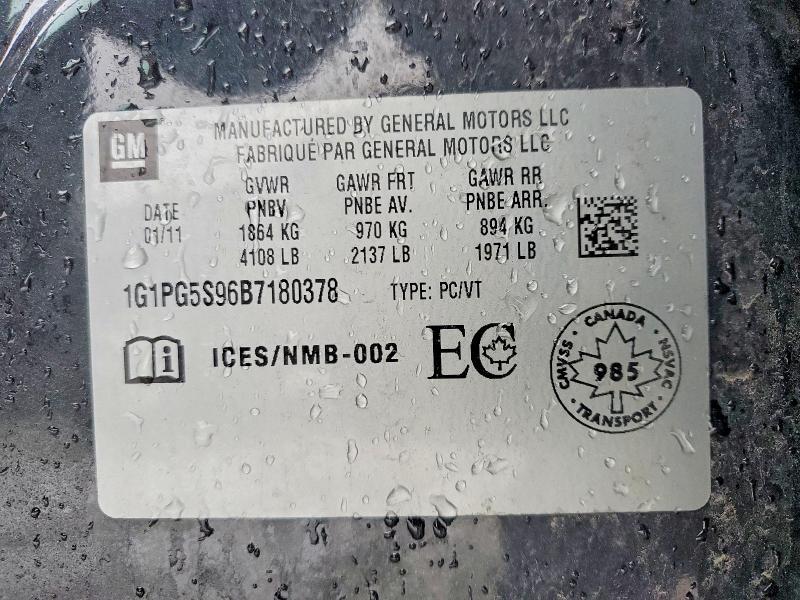 GM
MANUFACTURED BY GENERAL MOTORS LLC
FABRIQUÉ PAR GENERAL MOTORS LLC
GVWR GAWR FRT GAWR RR
DATE PNBV PNBE AV. PNBE ARR.
01/11 1864 KG 970 KG 894 KG
4108 LB 2137 LB 1971 LB
1G1PG5S96B7180378 TYPE: PC/VT
i ICES/NMB-002 EC
CANADA
CMVSS 985 NSVAC
TRANSPORT